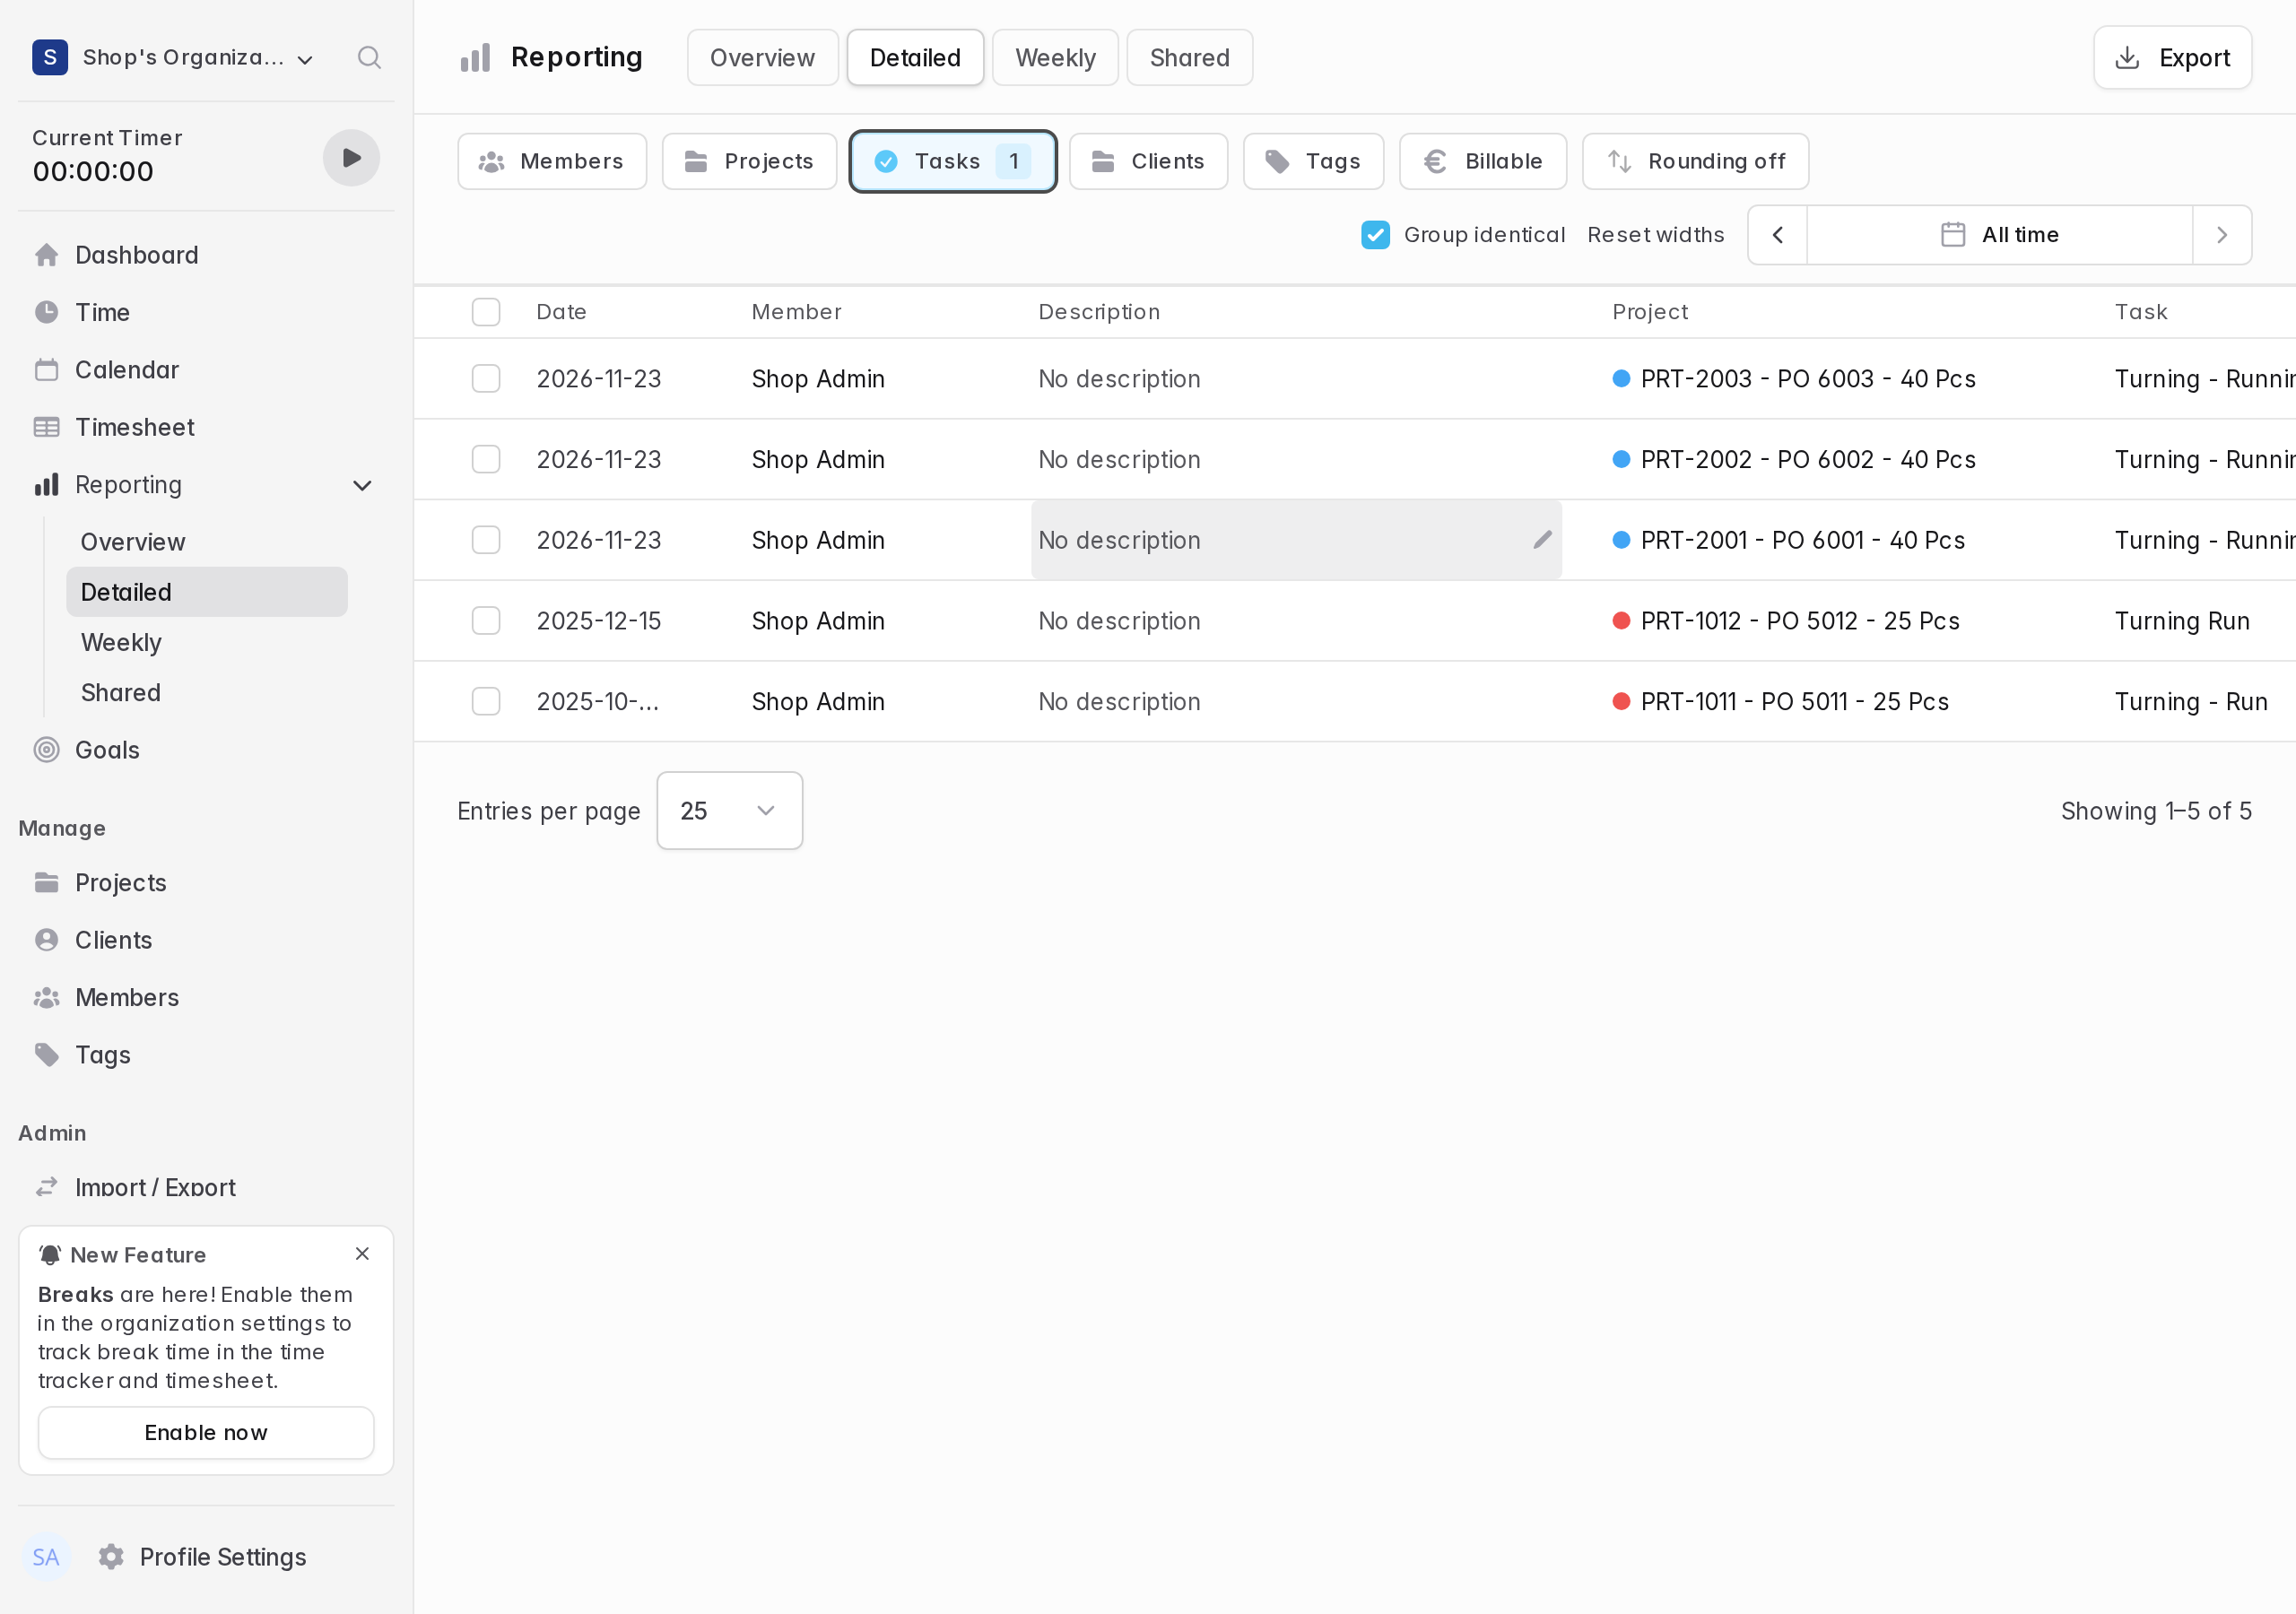 S Shop's Organiza...
Current Timer
00:00:00
Dashboard
Time
Calendar
Timesheet
Reporting
Overview
Detailed
Weekly
Shared
Goals
Manage
Projects
Clients
Members
Tags
Admin
Import / Export
New Feature
Breaks are here! Enable them
in the organization settings to
track break time in the time
tracker and timesheet.
Enable now
SA Profile Settings
Reporting Overview Detailed Weekly Shared Export
Members Projects Tasks 1 Clients Tags Billable Rounding off
Group identical Reset widths All time
Date Member Description Project Task
2026-11-23 Shop Admin No description PRT-2003 - PO 6003 - 40 Pcs Turning -
2026-11-23 Shop Admin No description PRT-2002 - PO 6002 - 40 Pcs Turning -
2026-11-23 Shop Admin No description PRT-2001 - PO 6001 - 40 Pcs Turning -
2025-12-15 Shop Admin No description PRT-1012 - PO 5012 - 25 Pcs Turning Run
2025-10-... Shop Admin No description PRT-1011 - PO 5011 - 25 Pcs Turning - Run
Entries per page 25 Showing 1–5 of 5